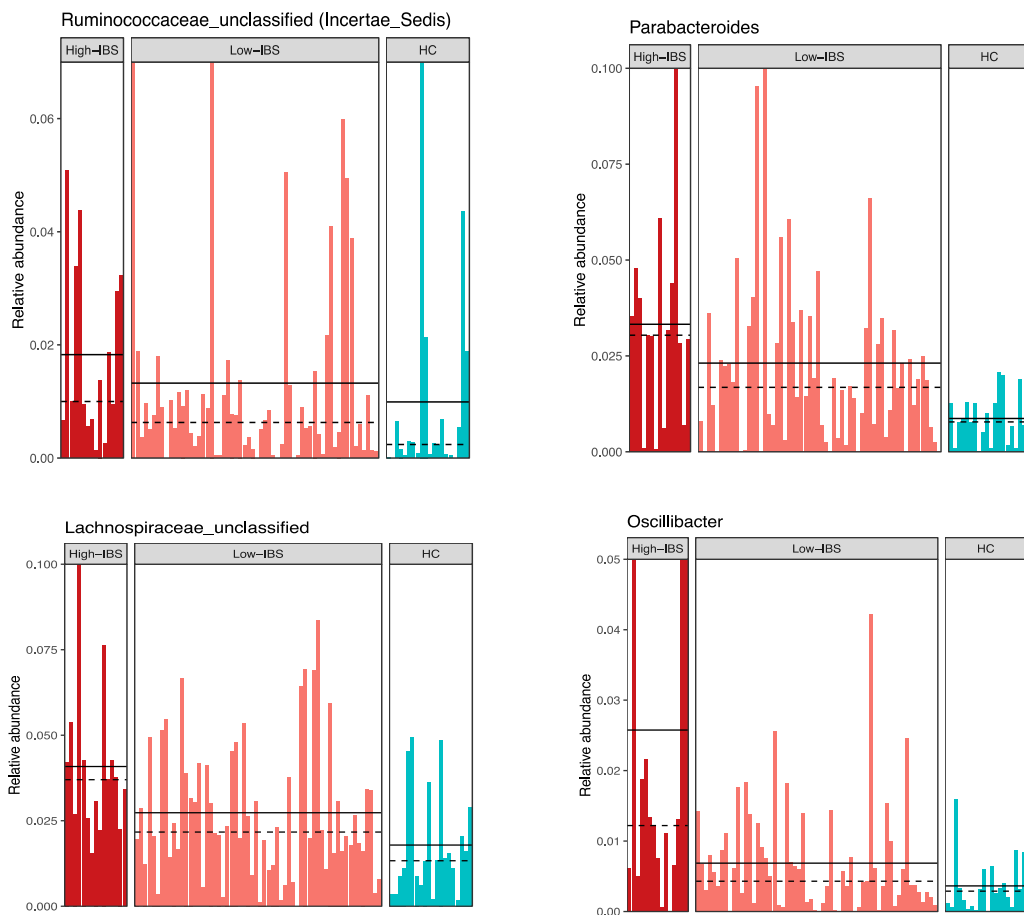 Ruminococcaceae_unclassified (Incertae_Sedis)
High−IBS Low−IBS HC
0.06
0.04
0.02
0.00
Relative abundance
Parabacteroides
High−IBS Low−IBS HC
0.100
0.075
0.050
0.025
0.000
Relative abundance
Lachnospiraceae_unclassified
High−IBS Low−IBS HC
0.100
0.075
0.050
0.025
0.000
Relative abundance
Oscillibacter
High−IBS Low−IBS HC
0.05
0.04
0.03
0.02
0.01
0.00
Relative abundance